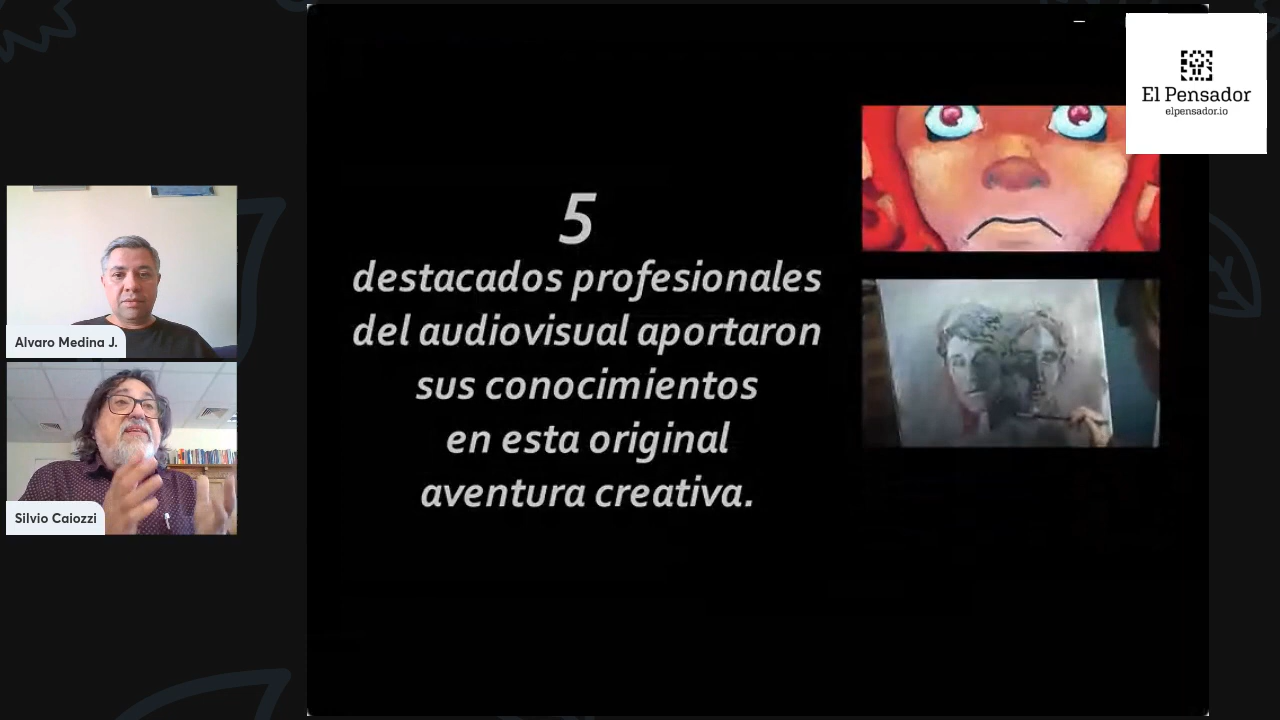 El Pensador
elpensador.io
Alvaro Medina J.
Silvio Caiozzi
5
destacados profesionales
del audiovisual aportaron
sus conocimientos
en esta original
aventura creativa.